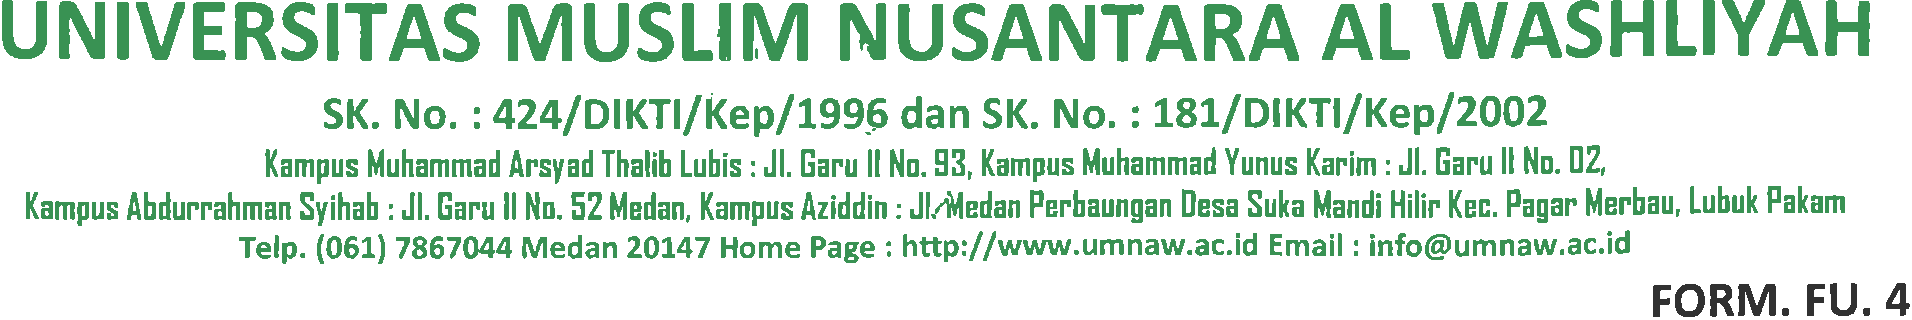 UNIVERSITAS MUSLIM NUSANTARA AL WASHLIYAH
SK. No. : 424/DIKTI/Kep/1996 dan SK. No. : 181/DIKTI/Kep/2002
Kampus Muhammad Arsyad Thalib Lubis : Jl. Garu II No. 93, Kampus Muhammad Yunus Karim : Jl. Garu II No. 02,
Kampus Abdurrahman Syihab : Jl. Garu II No. 52 Medan, Kampus Aziddin : Jl. Medan Perbaungan Desa Suka Mandi Hilir Kec. Pagar Merbau, Lubuk Pakam
Telp. (061) 7867044 Medan 20147 Home Page : http://www.umnaw.ac.id Email : info@umnaw.ac.id
FORM. FU. 4